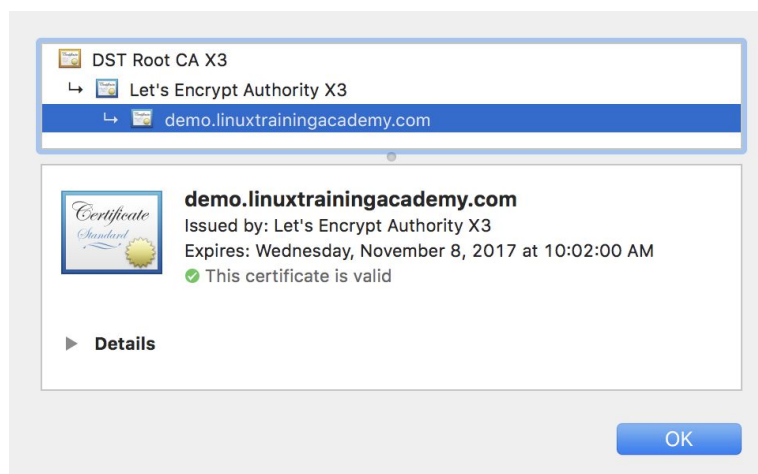 DST Root CA X3
↳ Let's Encrypt Authority X3
↳ demo.linuxtrainingacademy.com
Certificate
Standard
demo.linuxtrainingacademy.com
Issued by: Let's Encrypt Authority X3
Expires: Wednesday, November 8, 2017 at 10:02:00 AM
This certificate is valid
Details
OK